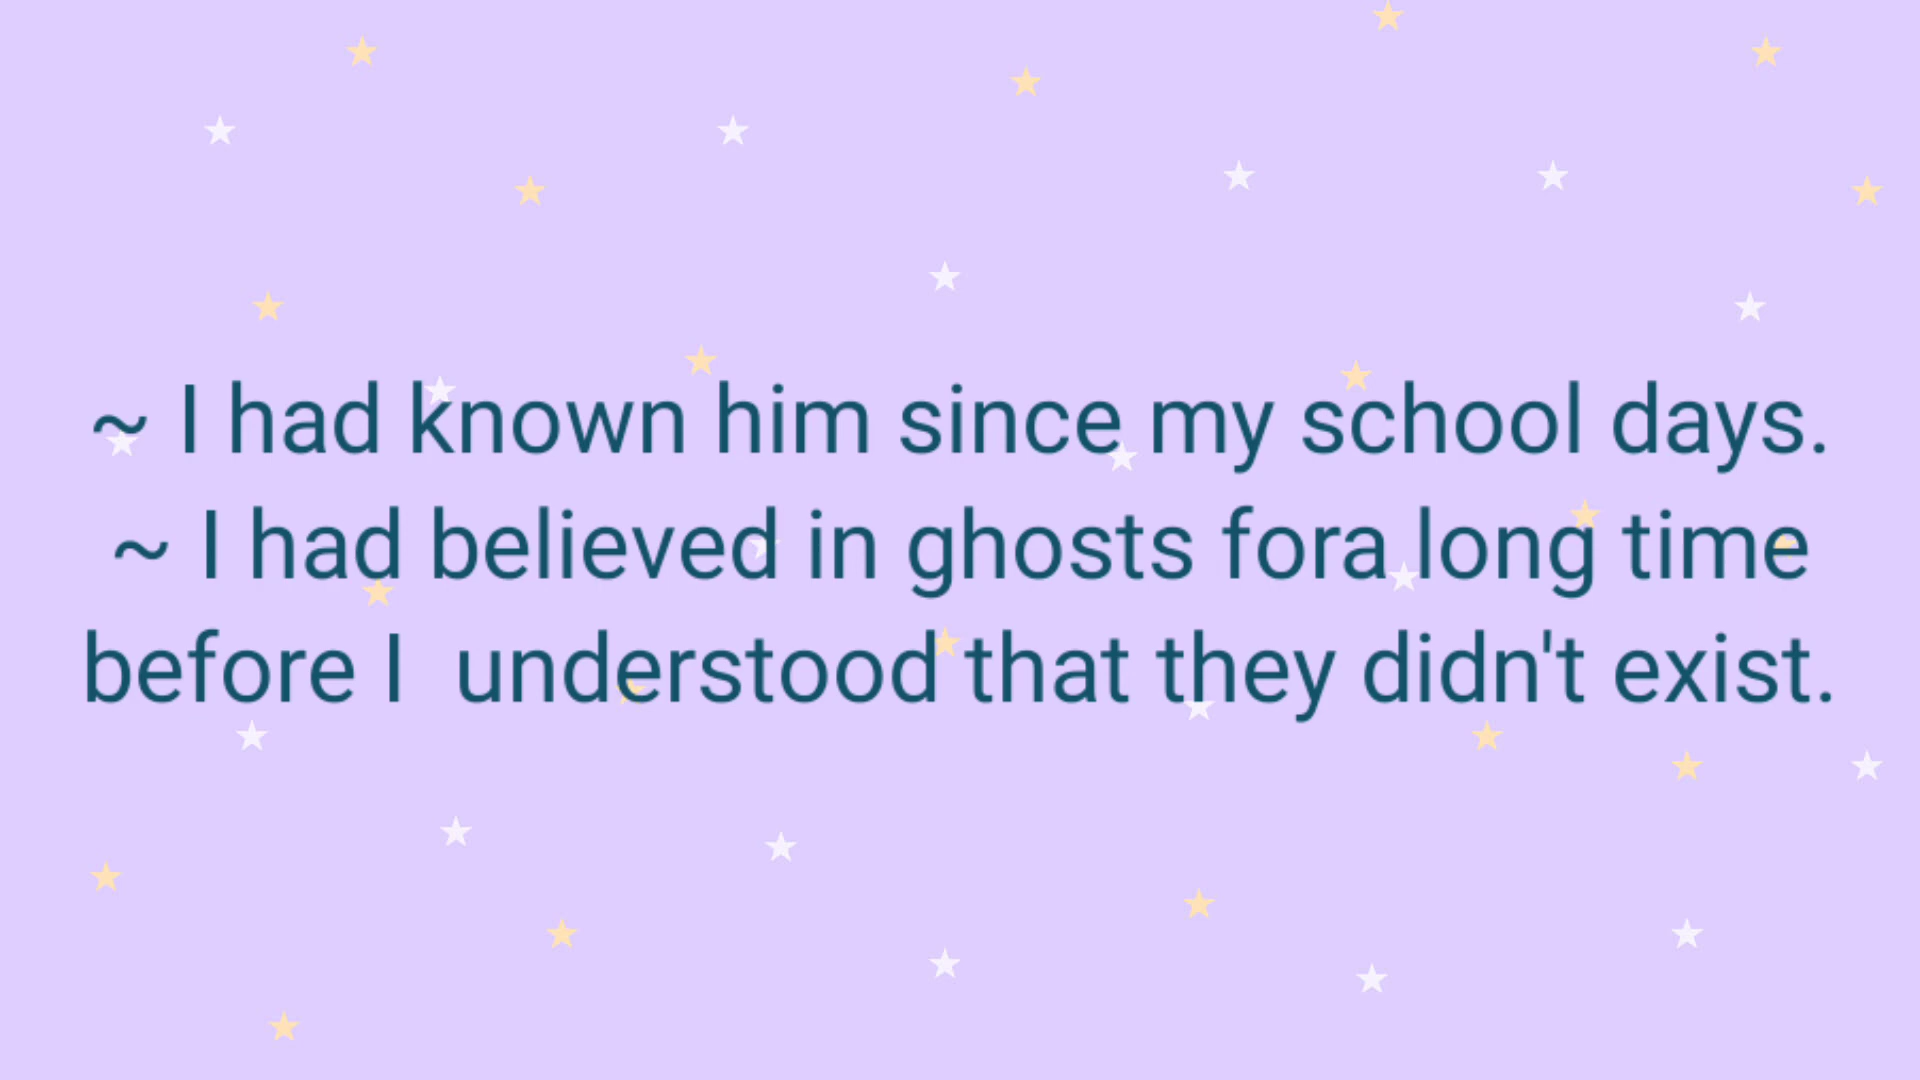 ~ I had known him since my school days.
~ I had believed in ghosts fora long time
before I  understood that they didn't exist.